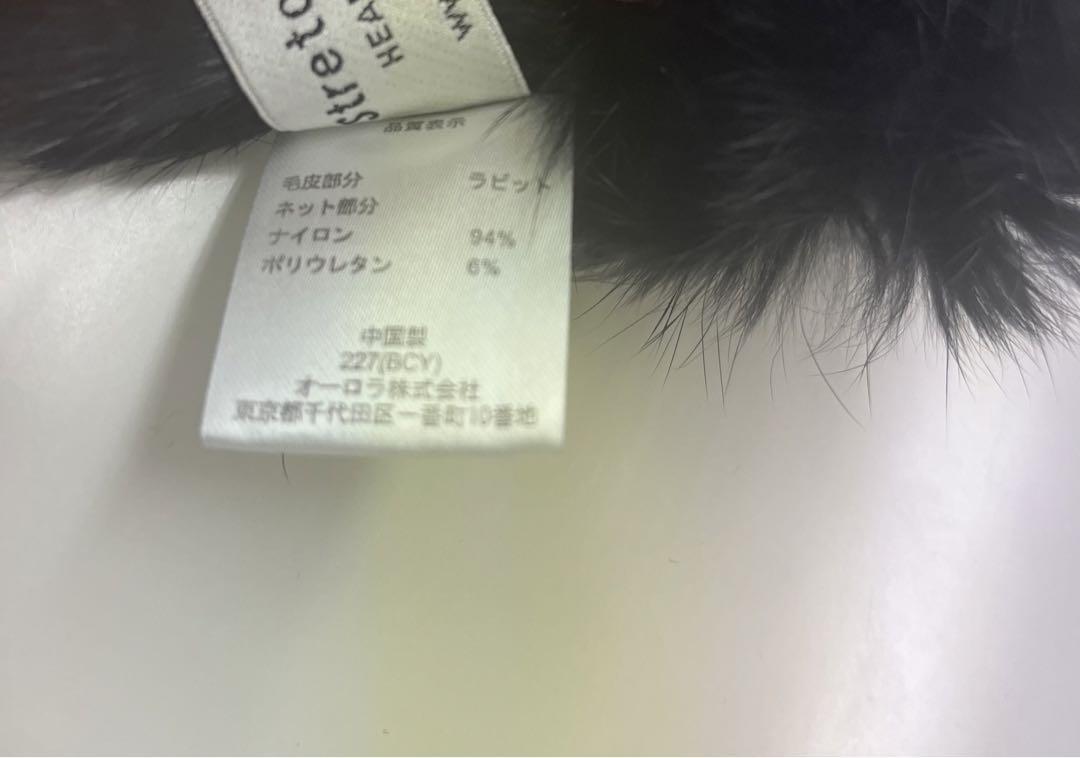 品質表示
毛皮部分 ラビット
ネット部分
ナイロン 94%
ポリウレタン 6%
中国製
227(BCY)
オーロラ株式会社
東京都千代田区一番町10番地